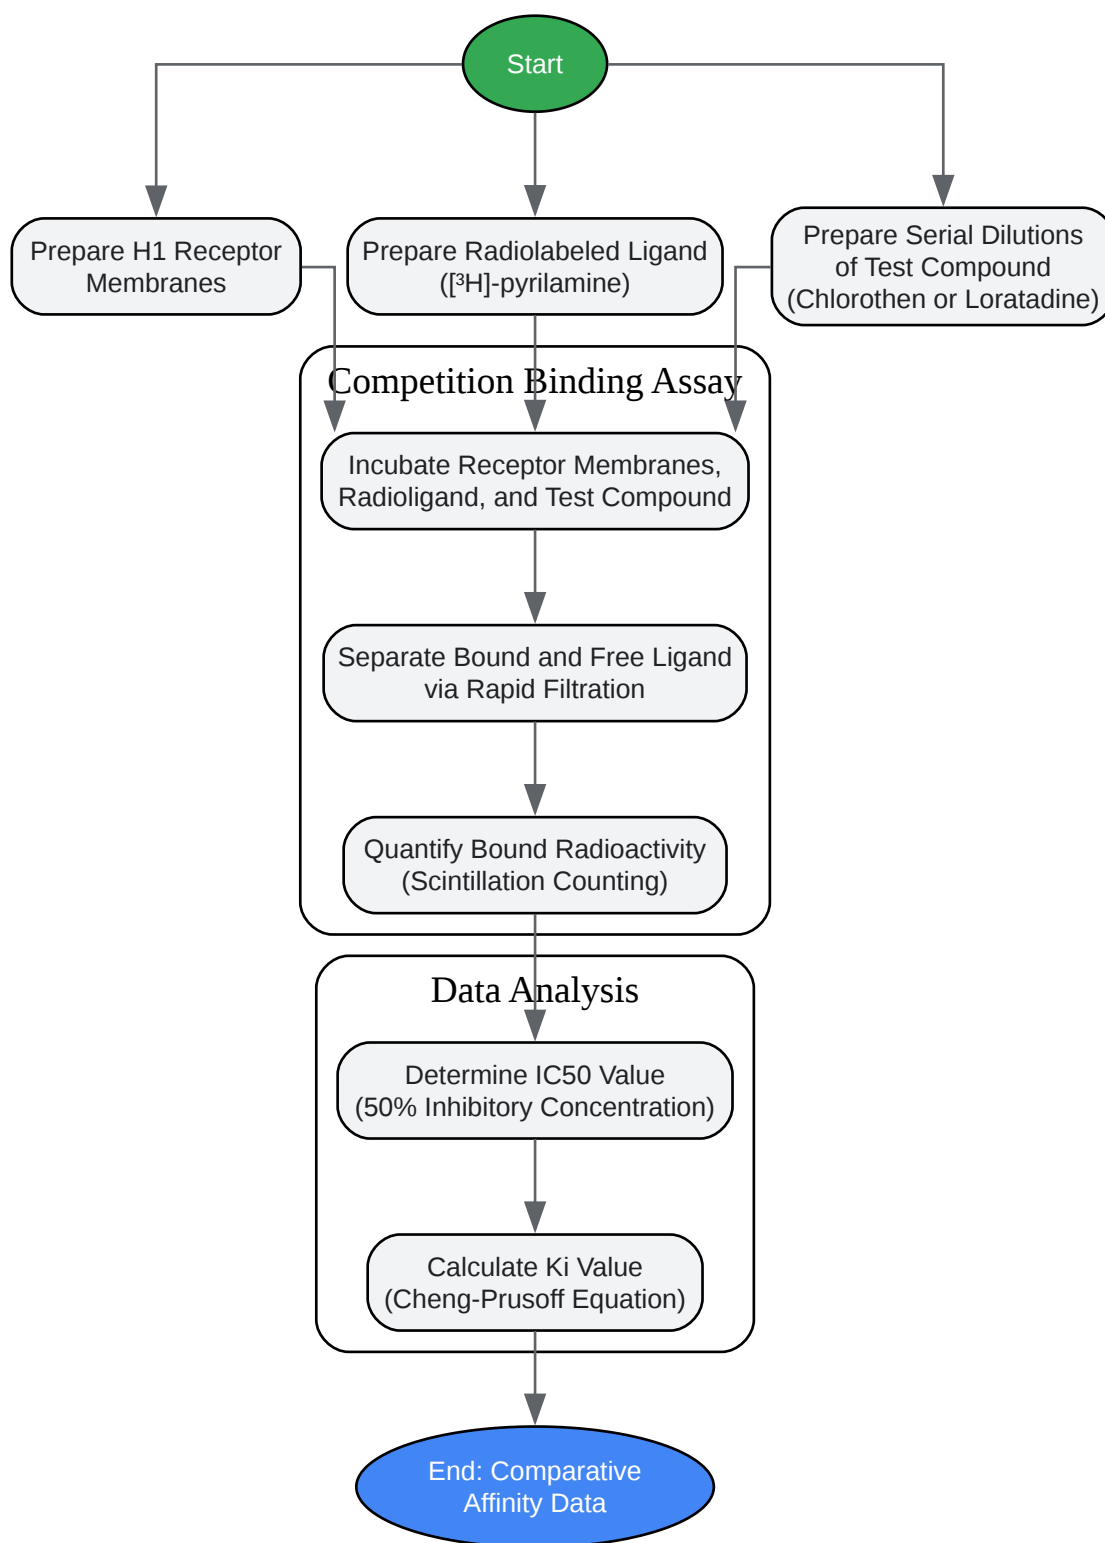 Start
Prepare H1 Receptor
Membranes
Prepare Radiolabeled Ligand
([³H]-pyrilamine)
Prepare Serial Dilutions
of Test Compound
(Chlorothen or Loratadine)
Competition Binding Assay
Incubate Receptor Membranes,
Radioligand, and Test Compound
Separate Bound and Free Ligand
via Rapid Filtration
Quantify Bound Radioactivity
(Scintillation Counting)
Data Analysis
Determine IC50 Value
(50% Inhibitory Concentration)
Calculate Ki Value
(Cheng-Prusoff Equation)
End: Comparative
Affinity Data